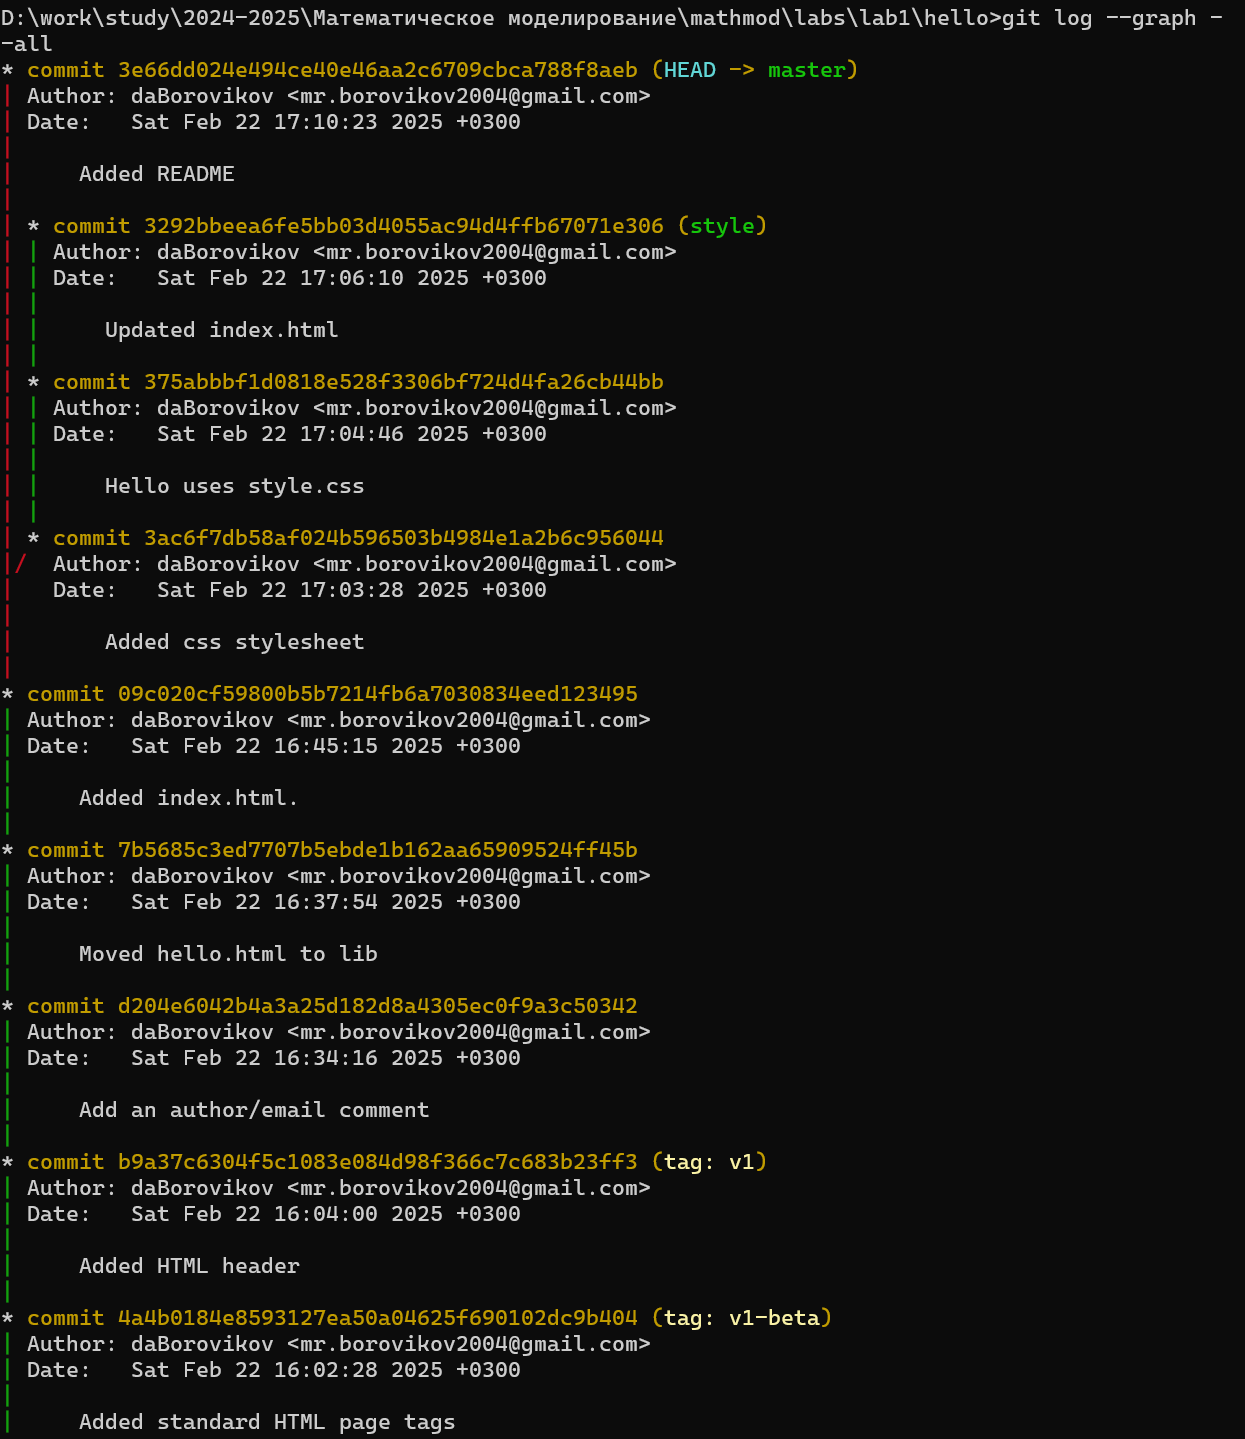 D:\work\study\2024-2025\Математическое моделирование\mathmod\labs\lab1\hello>git log --graph -
-all
* commit 3e66dd024e494ce40e46aa2c6709cbca788f8aeb (HEAD -> master)
| Author: daBorovikov <mr.borovikov2004@gmail.com>
| Date:   Sat Feb 22 17:10:23 2025 +0300
|
|     Added README
|
| * commit 3292bbeea6fe5bb03d4055ac94d4ffb67071e306 (style)
| | Author: daBorovikov <mr.borovikov2004@gmail.com>
| | Date:   Sat Feb 22 17:06:10 2025 +0300
| |
| |     Updated index.html
| |
| * commit 375abbbf1d0818e528f3306bf724d4fa26cb44bb
| | Author: daBorovikov <mr.borovikov2004@gmail.com>
| | Date:   Sat Feb 22 17:04:46 2025 +0300
| |
| |     Hello uses style.css
| |
| * commit 3ac6f7db58af024b596503b4984e1a2b6c956044
|/  Author: daBorovikov <mr.borovikov2004@gmail.com>
|   Date:   Sat Feb 22 17:03:28 2025 +0300
|
|       Added css stylesheet
|
* commit 09c020cf59800b5b7214fb6a7030834eed123495
| Author: daBorovikov <mr.borovikov2004@gmail.com>
| Date:   Sat Feb 22 16:45:15 2025 +0300
|
|     Added index.html.
|
* commit 7b5685c3ed7707b5ebde1b162aa65909524ff45b
| Author: daBorovikov <mr.borovikov2004@gmail.com>
| Date:   Sat Feb 22 16:37:54 2025 +0300
|
|     Moved hello.html to lib
|
* commit d204e6042b4a3a25d182d8a4305ec0f9a3c50342
| Author: daBorovikov <mr.borovikov2004@gmail.com>
| Date:   Sat Feb 22 16:34:16 2025 +0300
|
|     Add an author/email comment
|
* commit b9a37c6304f5c1083e084d98f366c7c683b23ff3 (tag: v1)
| Author: daBorovikov <mr.borovikov2004@gmail.com>
| Date:   Sat Feb 22 16:04:00 2025 +0300
|
|     Added HTML header
|
* commit 4a4b0184e8593127ea50a04625f690102dc9b404 (tag: v1-beta)
| Author: daBorovikov <mr.borovikov2004@gmail.com>
| Date:   Sat Feb 22 16:02:28 2025 +0300
|
|     Added standard HTML page tags